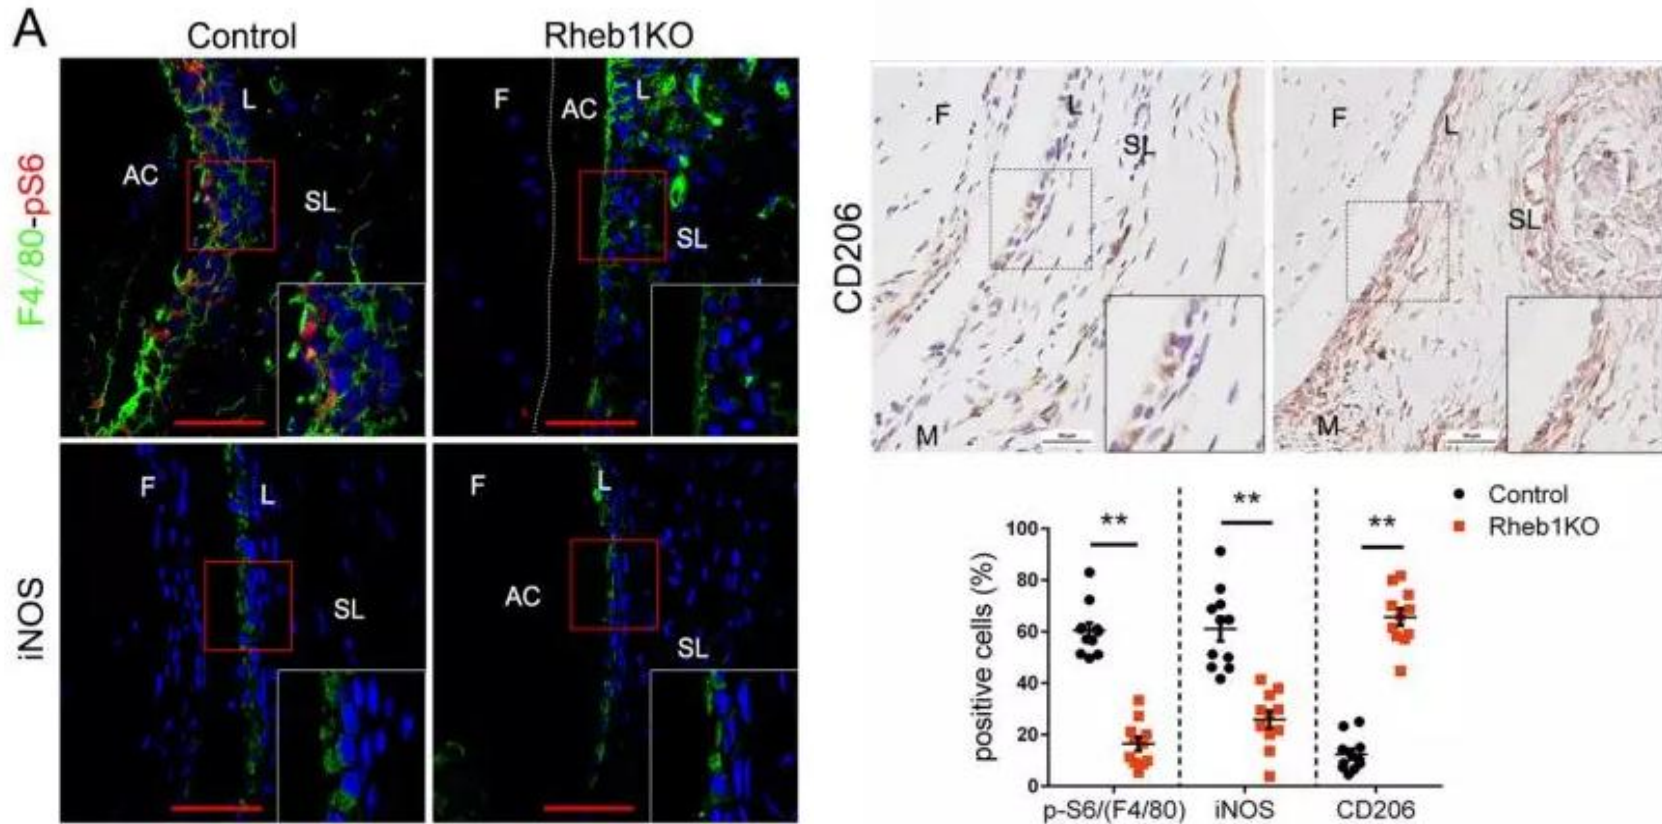 A
Control
Rheb1KO
F4/80-pS6
L
AC
SL
F
AC
L
SL
iNOS
F
L
SL
F
L
AC
SL
CD206
F
L
SL
M
F
L
SL
M
Control
Rheb1KO
** ** **
positive cells (%)
100
80
60
40
20
0
p-S6/(F4/80) iNOS CD206